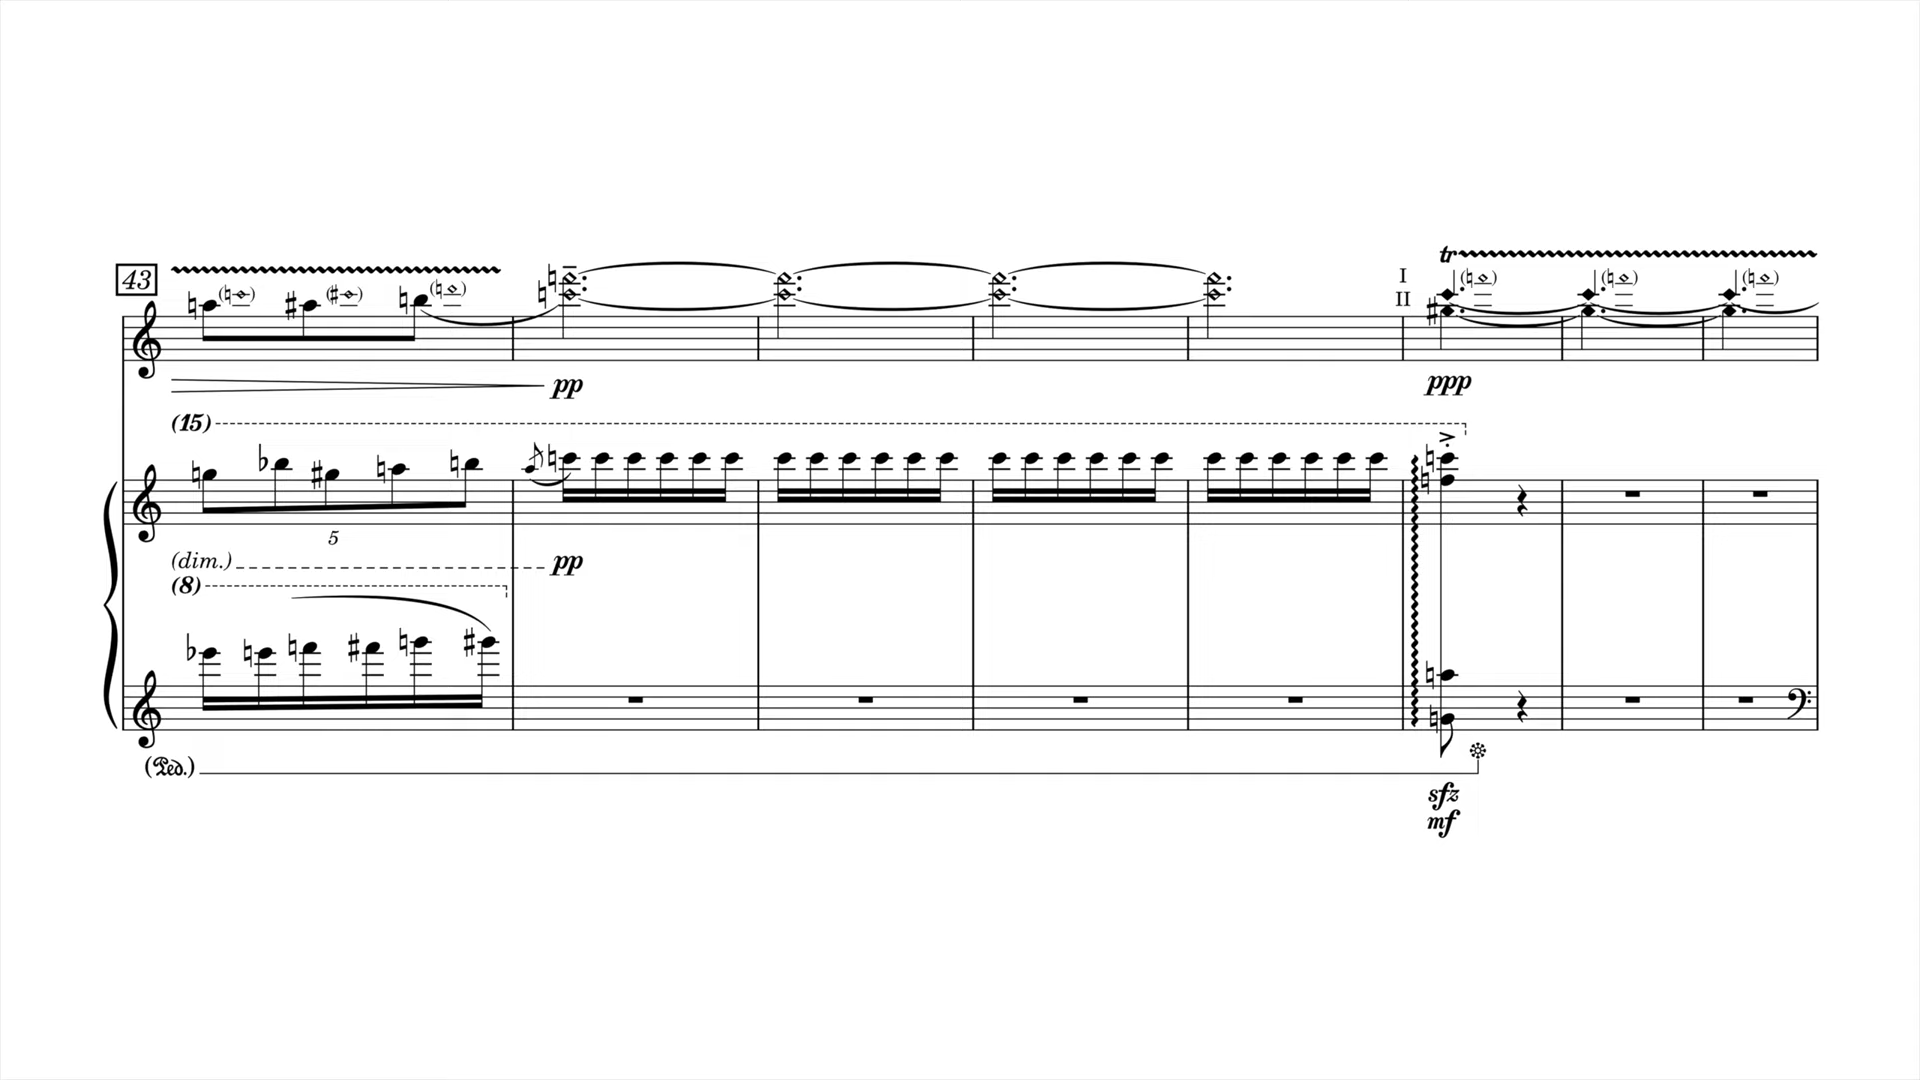 43
tr
I
II
pp
ppp
(15)
5
(dim.)
pp
(8)
(Ped.)
sfz
mf